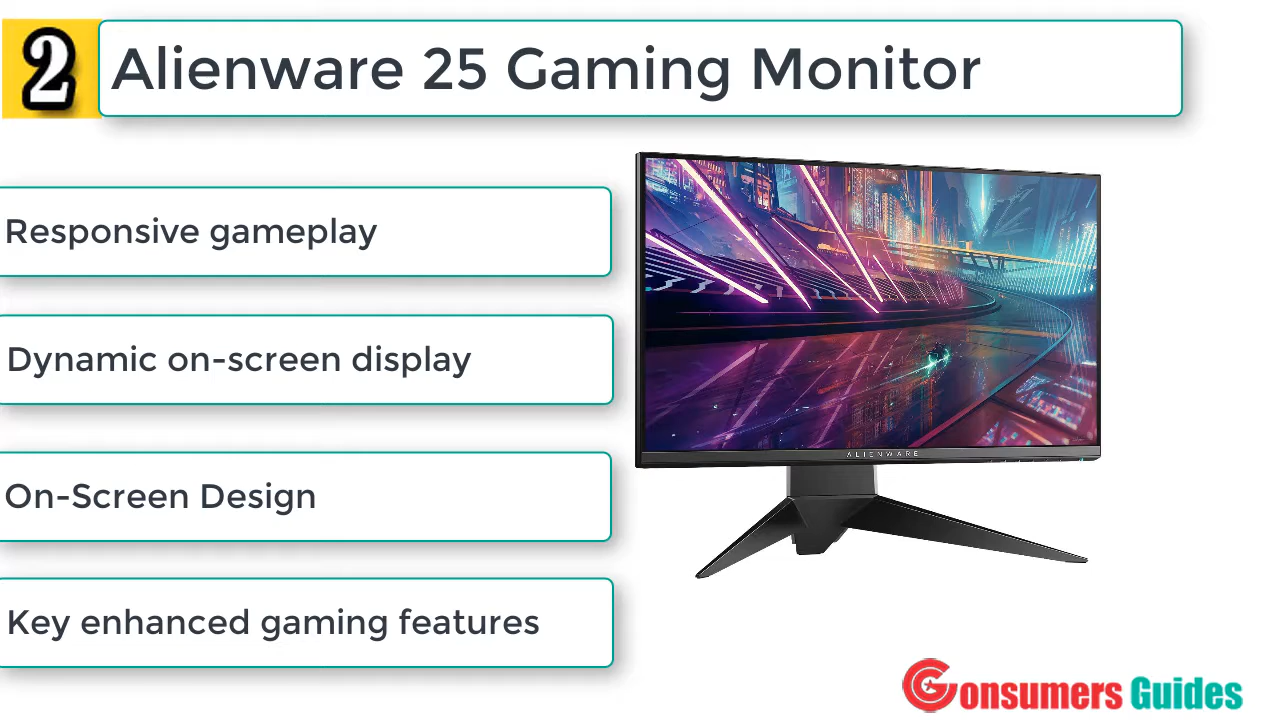 2
Alienware 25 Gaming Monitor
Responsive gameplay
Dynamic on-screen display
On-Screen Design
Key enhanced gaming features
ALIENWARE
Consumers Guides